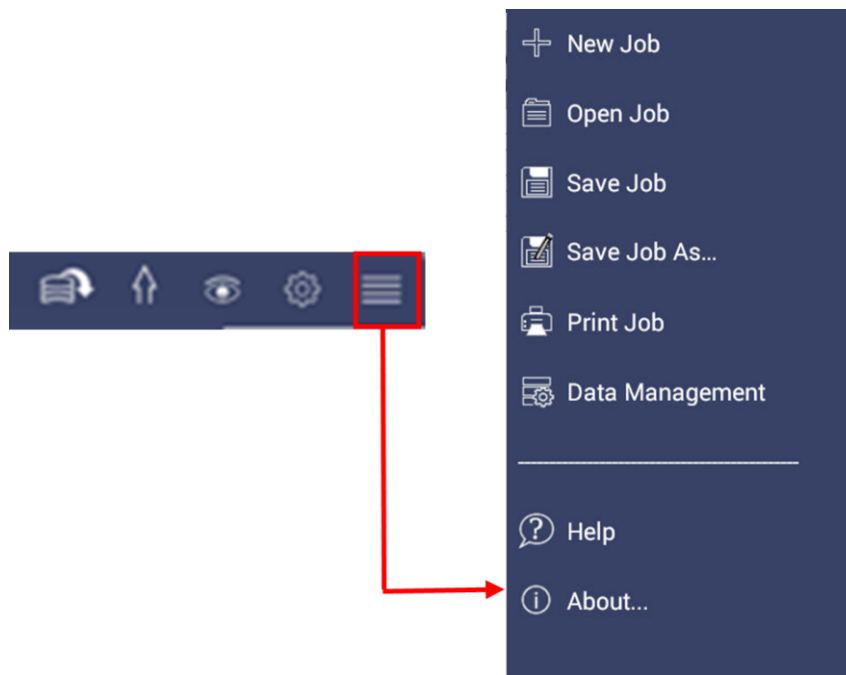 New Job
Open Job
Save Job
Save Job As...
Print Job
Data Management
Help
About...